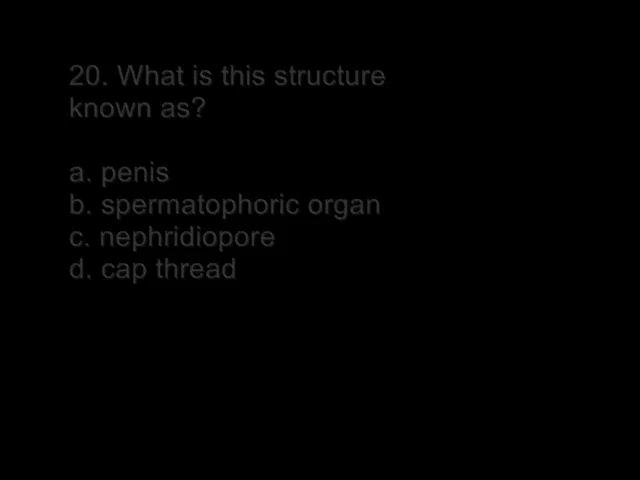 20. What is this structure
known as?
a. penis
b. spermatophoric organ
c. nephridiopore
d. cap thread